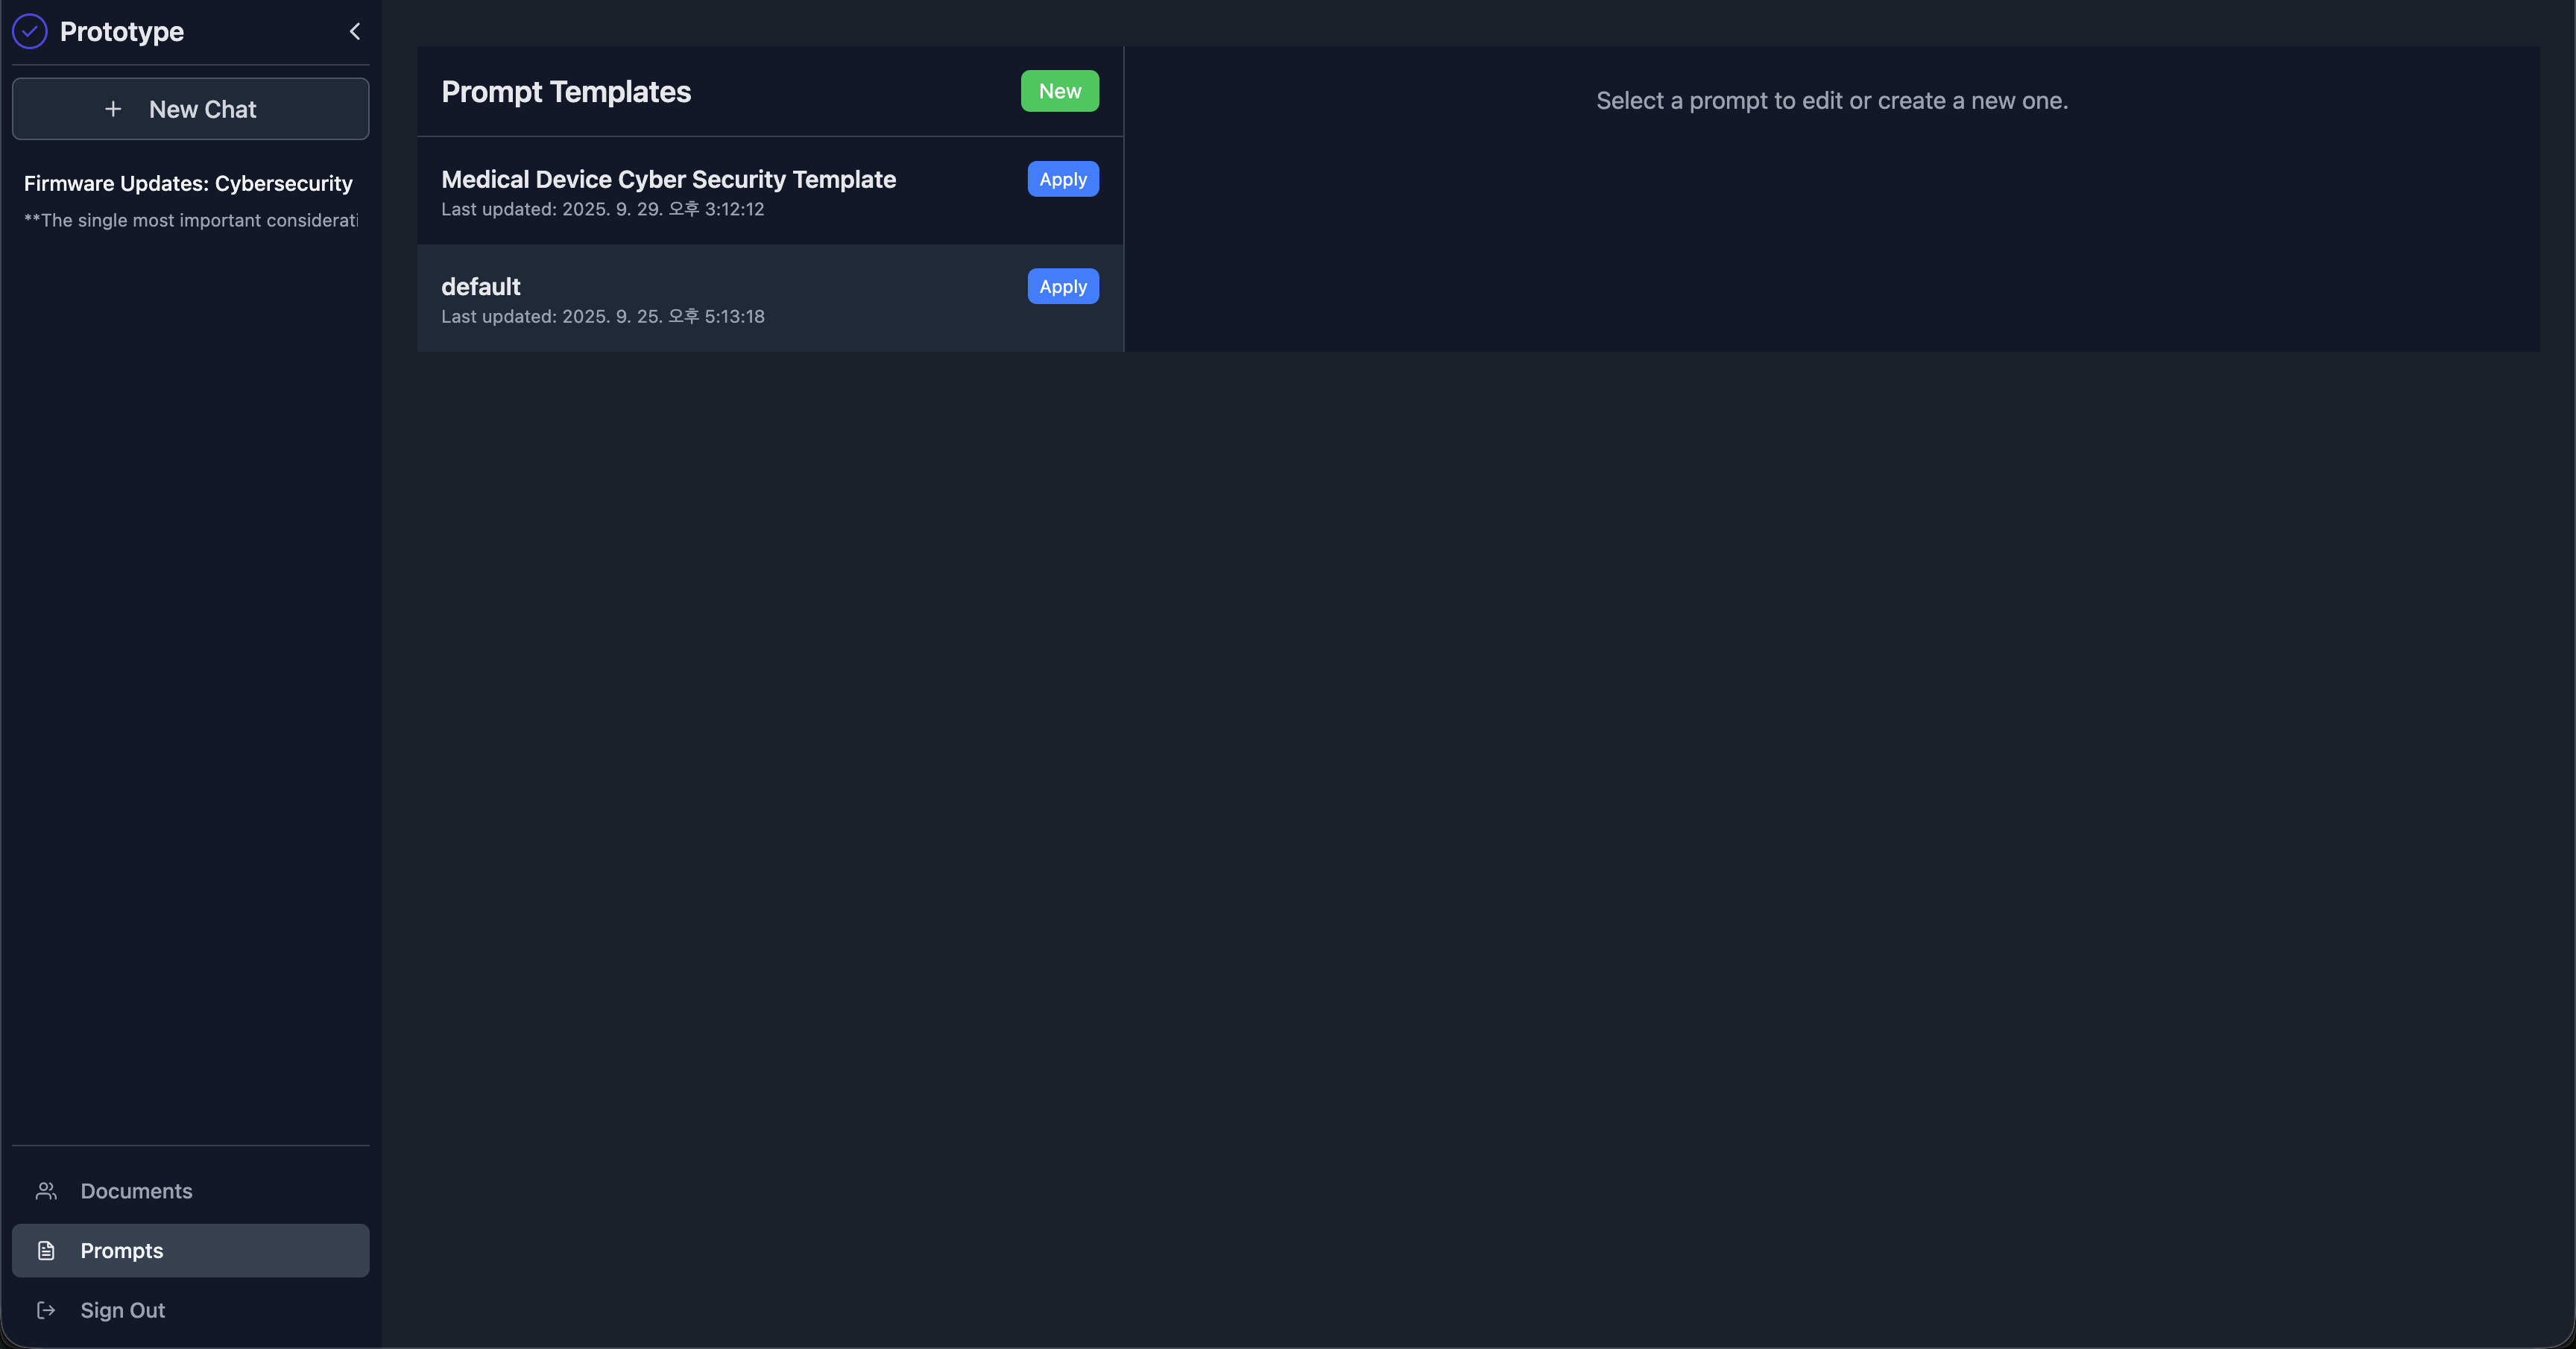 Prototype
New Chat
Firmware Updates: Cybersecurity
**The single most important considerati
Documents
Prompts
Sign Out
Prompt Templates
New
Medical Device Cyber Security Template
Apply
Last updated: 2025. 9. 29. 오후 3:12:12
default
Apply
Last updated: 2025. 9. 25. 오후 5:13:18
Select a prompt to edit or create a new one.